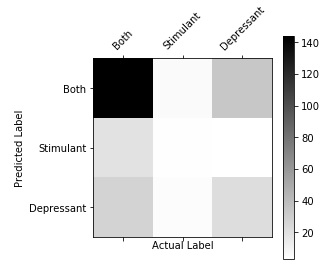 Both
Stimulant
Depressant
Predicted Label
Both
Stimulant
Depressant
Actual Label
140
120
100
80
60
40
20